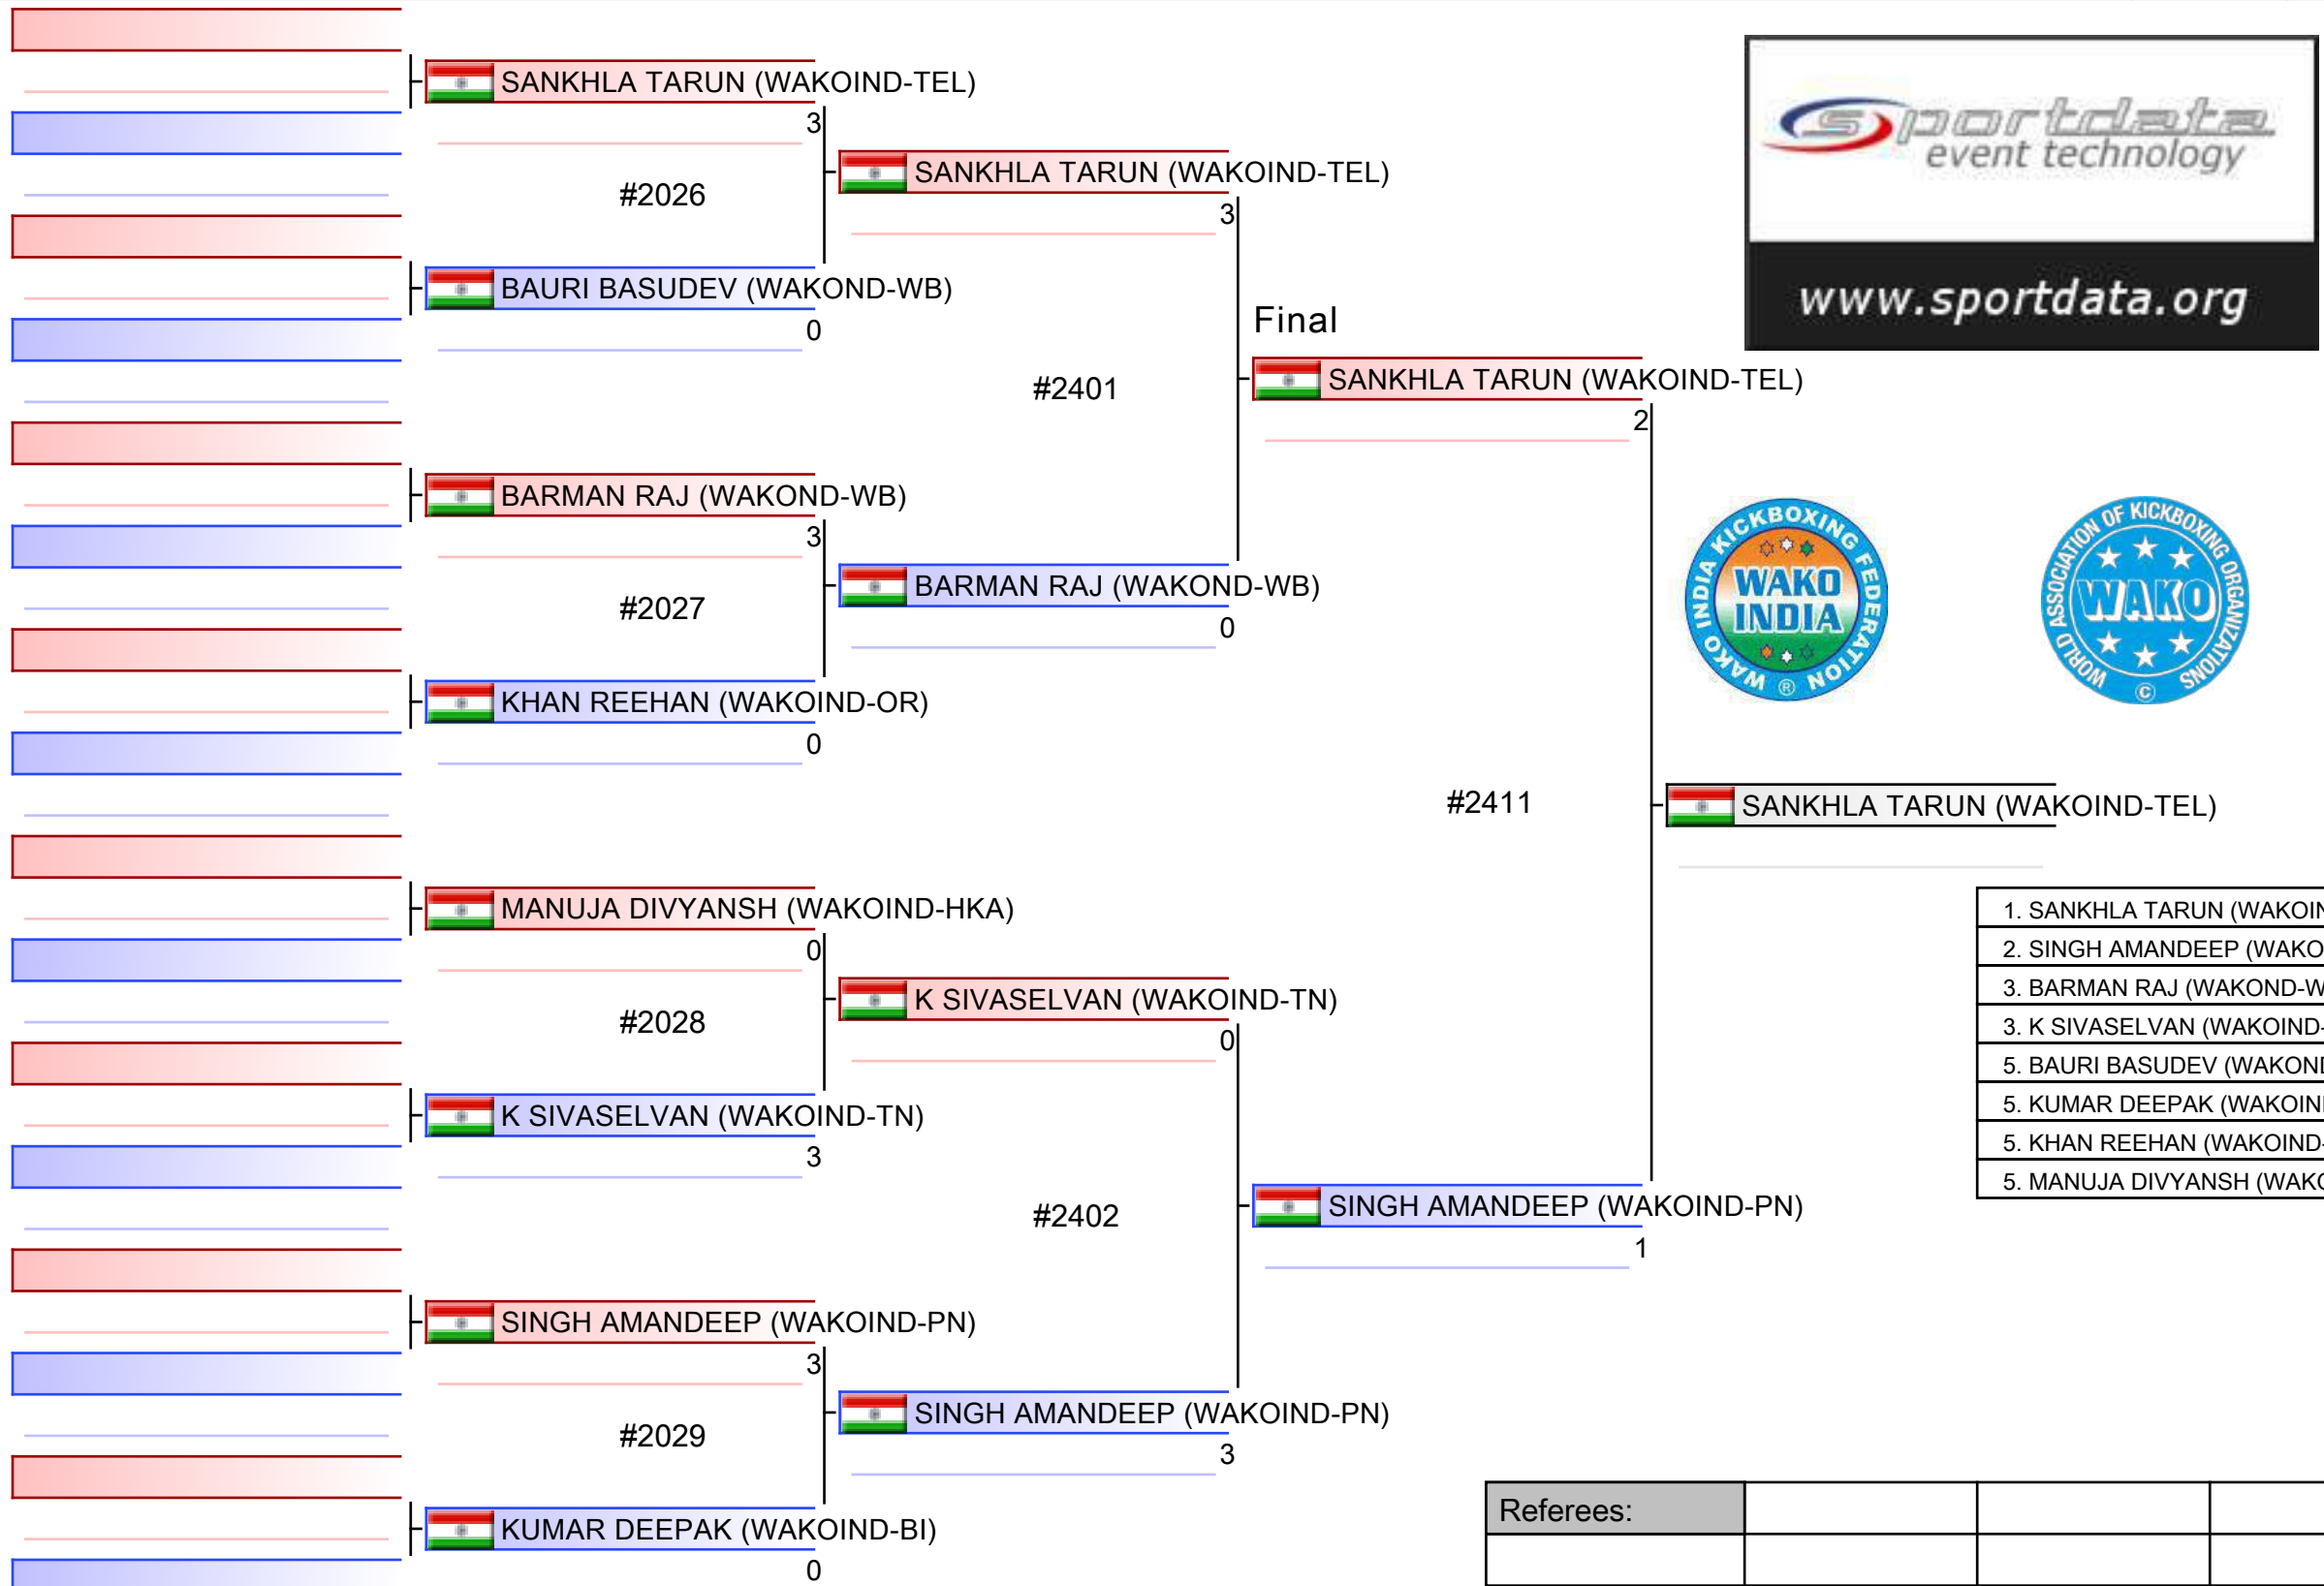 SANKHLA TARUN (WAKOIND-TEL)
3
#2026
BAURI BASUDEV (WAKOND-WB)
0
BARMAN RAJ (WAKOND-WB)
3
#2027
KHAN REEHAN (WAKOIND-OR)
0
MANUJA DIVYANSH (WAKOIND-HKA)
0
#2028
K SIVASELVAN (WAKOIND-TN)
3
SINGH AMANDEEP (WAKOIND-PN)
3
#2029
KUMAR DEEPAK (WAKOIND-BI)
0
SANKHLA TARUN (WAKOIND-TEL)
3
#2401
BARMAN RAJ (WAKOND-WB)
0
K SIVASELVAN (WAKOIND-TN)
0
#2402
SINGH AMANDEEP (WAKOIND-PN)
3
Final
SANKHLA TARUN (WAKOIND-TEL)
2
#2411
SINGH AMANDEEP (WAKOIND-PN)
1
SANKHLA TARUN (WAKOIND-TEL)
sportdata
event technology
www.sportdata.org
WAKO INDIA KICKBOXING FEDERATION
WAKO
INDIA
®
WORLD ASSOCIATION OF KICKBOXING ORGANIZATIONS
WAKO
©
1. SANKHLA TARUN (WAKOIN
2. SINGH AMANDEEP (WAKO
3. BARMAN RAJ (WAKOND-W
3. K SIVASELVAN (WAKOIND-
5. BAURI BASUDEV (WAKOND
5. KUMAR DEEPAK (WAKOIN
5. KHAN REEHAN (WAKOIND-
5. MANUJA DIVYANSH (WAKO
Referees: